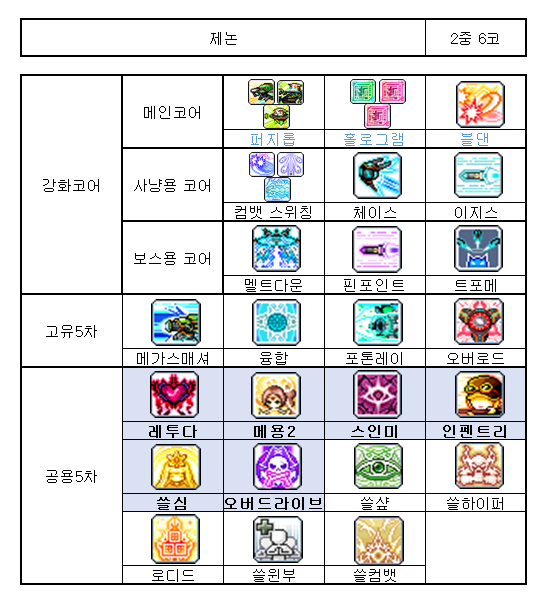 제논 2중 6코
메인코어
퍼지롭 홀로그램 블댄
강화코어 사냥용 코어
컴뱃 스위칭 체이스 이지스
보스용 코어
멜트다운 핀포인트 트포메
고유5차
메가스매셔 융합 포톤레이 오버로드
레투다 메용2 스인미 인펜트리
공용5차
쓸심 오버드라이브 쓸샾 쓸하이퍼
로디드 쓸윈부 쓸컴뱃